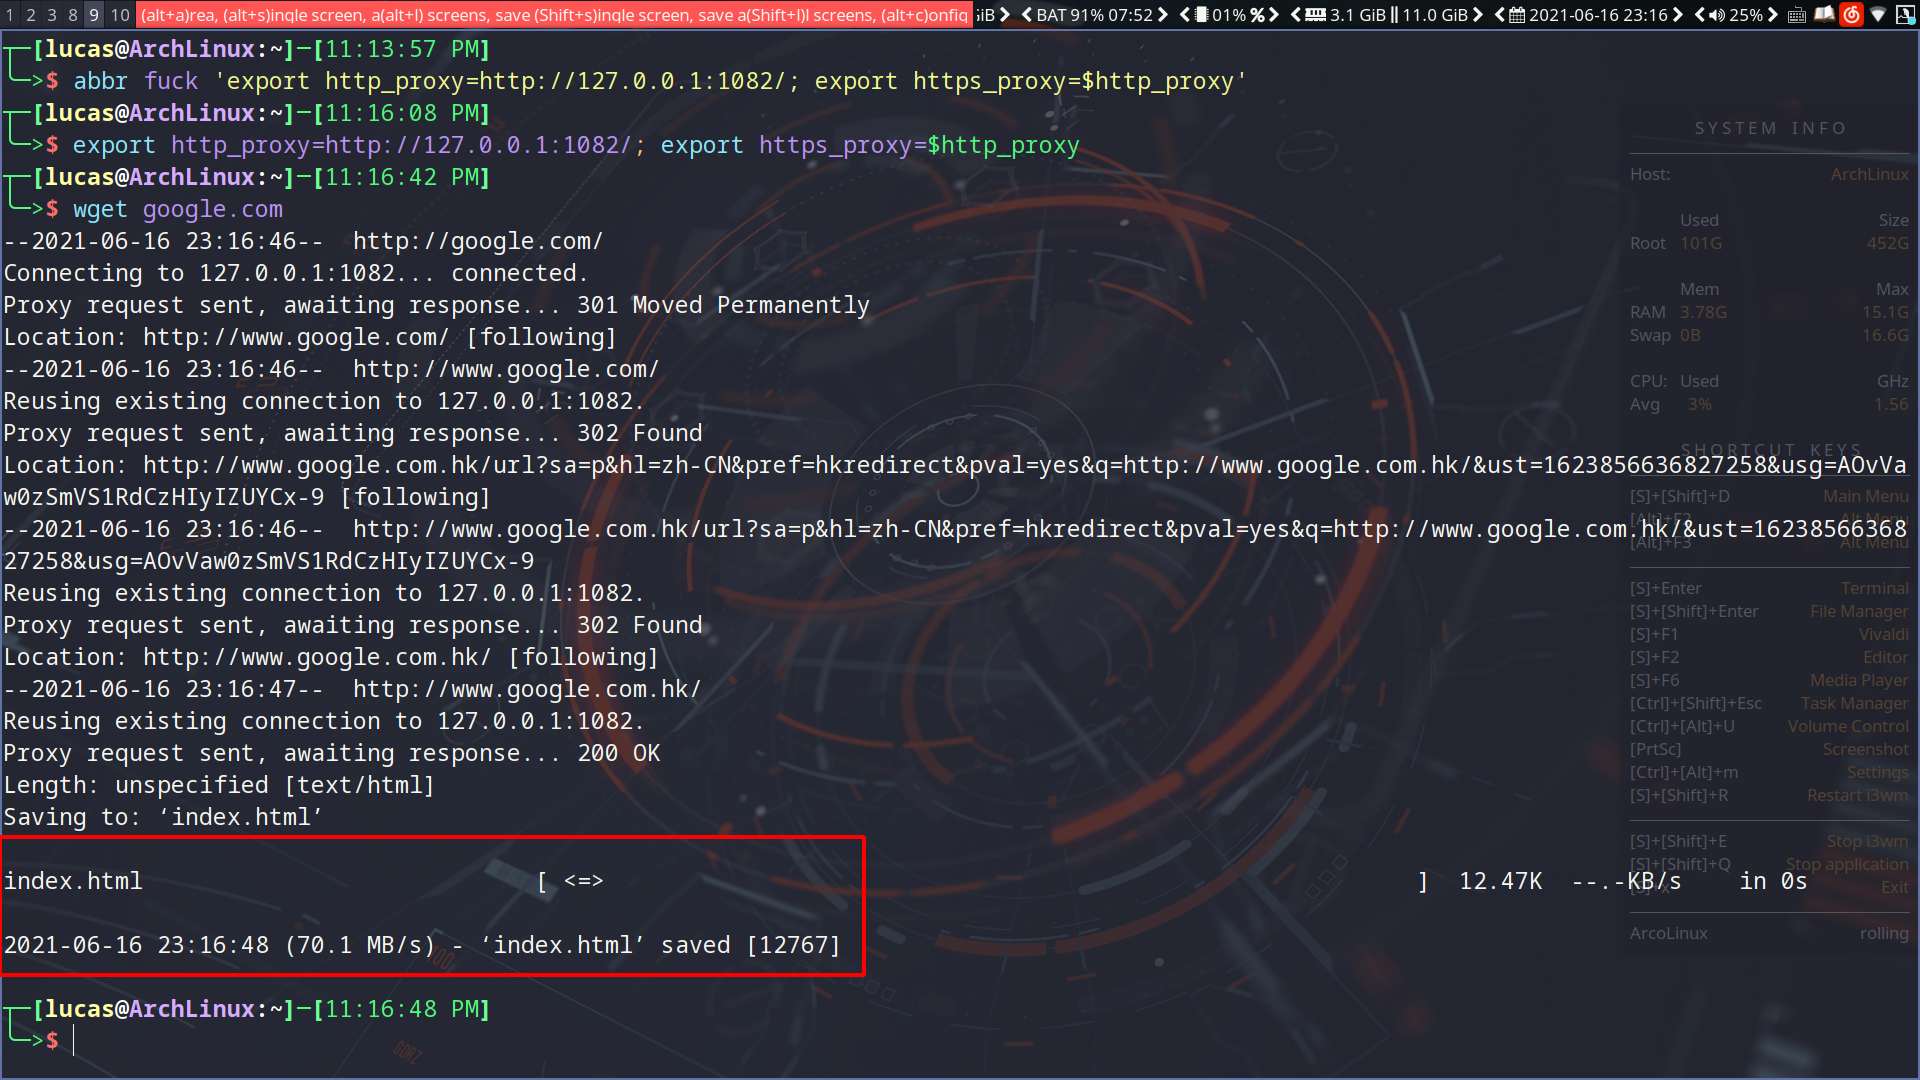 1 2 3 8 9 10 (alt+a)rea, (alt+s)ingle screen, a(alt+l) screens, save (Shift+s)ingle screen, save a(Shift+l)l screens, (alt+c)onfig iB BAT 91% 07:52 01% % 3.1 GiB || 11.0 GiB 2021-06-16 23:16 25%
[lucas@ArchLinux:~]─[11:13:57 PM]
>$ abbr fuck 'export http_proxy=http://127.0.0.1:1082/; export https_proxy=$http_proxy'
[lucas@ArchLinux:~]─[11:16:08 PM]
>$ export http_proxy=http://127.0.0.1:1082/; export https_proxy=$http_proxy
[lucas@ArchLinux:~]─[11:16:42 PM]
>$ wget google.com
--2021-06-16 23:16:46--  http://google.com/
Connecting to 127.0.0.1:1082... connected.
Proxy request sent, awaiting response... 301 Moved Permanently
Location: http://www.google.com/ [following]
--2021-06-16 23:16:46--  http://www.google.com/
Reusing existing connection to 127.0.0.1:1082.
Proxy request sent, awaiting response... 302 Found
Location: http://www.google.com.hk/url?sa=p&hl=zh-CN&pref=hkredirect&pval=yes&q=http://www.google.com.hk/&ust=1623856636827258&usg=AOvVa
w0zSmVS1RdCzHIyIZUYCx-9 [following]
--2021-06-16 23:16:46--  http://www.google.com.hk/url?sa=p&hl=zh-CN&pref=hkredirect&pval=yes&q=http://www.google.com.hk/&ust=16238566368
27258&usg=AOvVaw0zSmVS1RdCzHIyIZUYCx-9
Reusing existing connection to 127.0.0.1:1082.
Proxy request sent, awaiting response... 302 Found
Location: http://www.google.com.hk/ [following]
--2021-06-16 23:16:47--  http://www.google.com.hk/
Reusing existing connection to 127.0.0.1:1082.
Proxy request sent, awaiting response... 200 OK
Length: unspecified [text/html]
Saving to: ‘index.html’
index.html [ <=> ] 12.47K --.-KB/s in 0s
2021-06-16 23:16:48 (70.1 MB/s) - ‘index.html’ saved [12767]
[lucas@ArchLinux:~]─[11:16:48 PM]
>$
SYSTEM INFO
Host: ArchLinux
Used Size
Root 101G 452G
Mem Max
RAM 3.78G 15.1G
Swap 0B 16.6G
CPU: Used GHz
Avg 3% 1.56
SHORTCUT KEYS
[S]+[Shift]+D Main Menu
[Alt]+F2 Alt Menu
[Alt]+F3 Alt Menu
[S]+Enter Terminal
[S]+[Shift]+Enter File Manager
[S]+F1 Vivaldi
[S]+F2 Editor
[S]+F6 Media Player
[Ctrl]+[Shift]+Esc Task Manager
[Ctrl]+[Alt]+U Volume Control
[PrtSc] Screenshot
[Ctrl]+[Alt]+m Settings
[S]+[Shift]+R Restart i3wm
[S]+[Shift]+E Stop i3wm
[S]+[Shift]+Q Stop application
[S]+x Exit
ArcoLinux rolling
100
GORZ